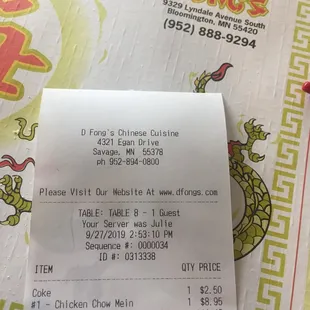 9329 Lyndale Avenue South
Bloomington, MN 55420
(952) 888-9294
D Fong's Chinese Cuisine
4321 Egan Drive
Savage, MN 55378
ph 952-894-0800
Please Visit Our Website At www.dfongs.com
TABLE: TABLE 8 - 1 Guest
Your Server was Julie
9/27/2019 2:53:10 PM
Sequence #: 0000034
ID #: 0313338
ITEM QTY PRICE
Coke 1 $2.50
#1 - Chicken Chow Mein 1 $8.95